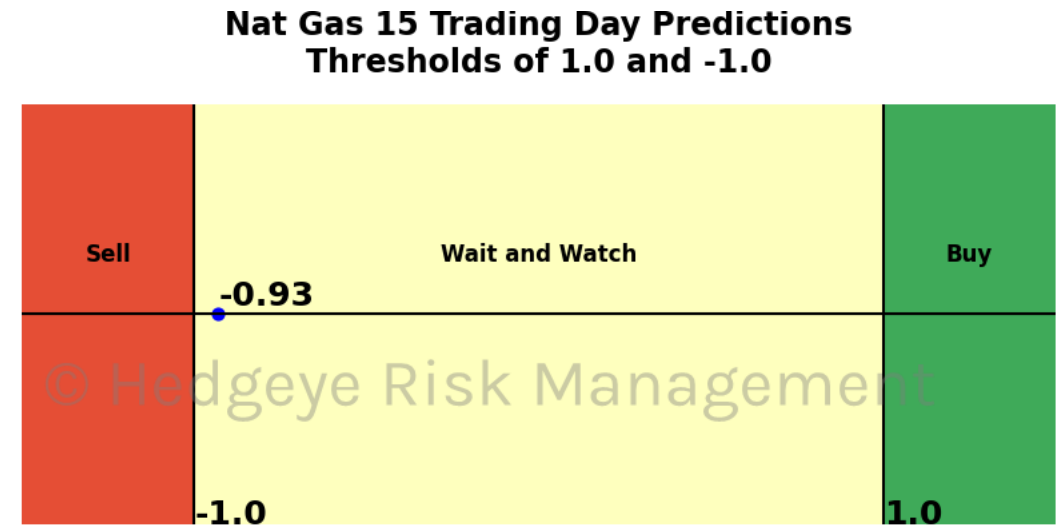 Nat Gas 15 Trading Day Predictions
Thresholds of 1.0 and -1.0
Sell
Wait and Watch
Buy
-0.93
© Hedgeye Risk Management
-1.0
1.0